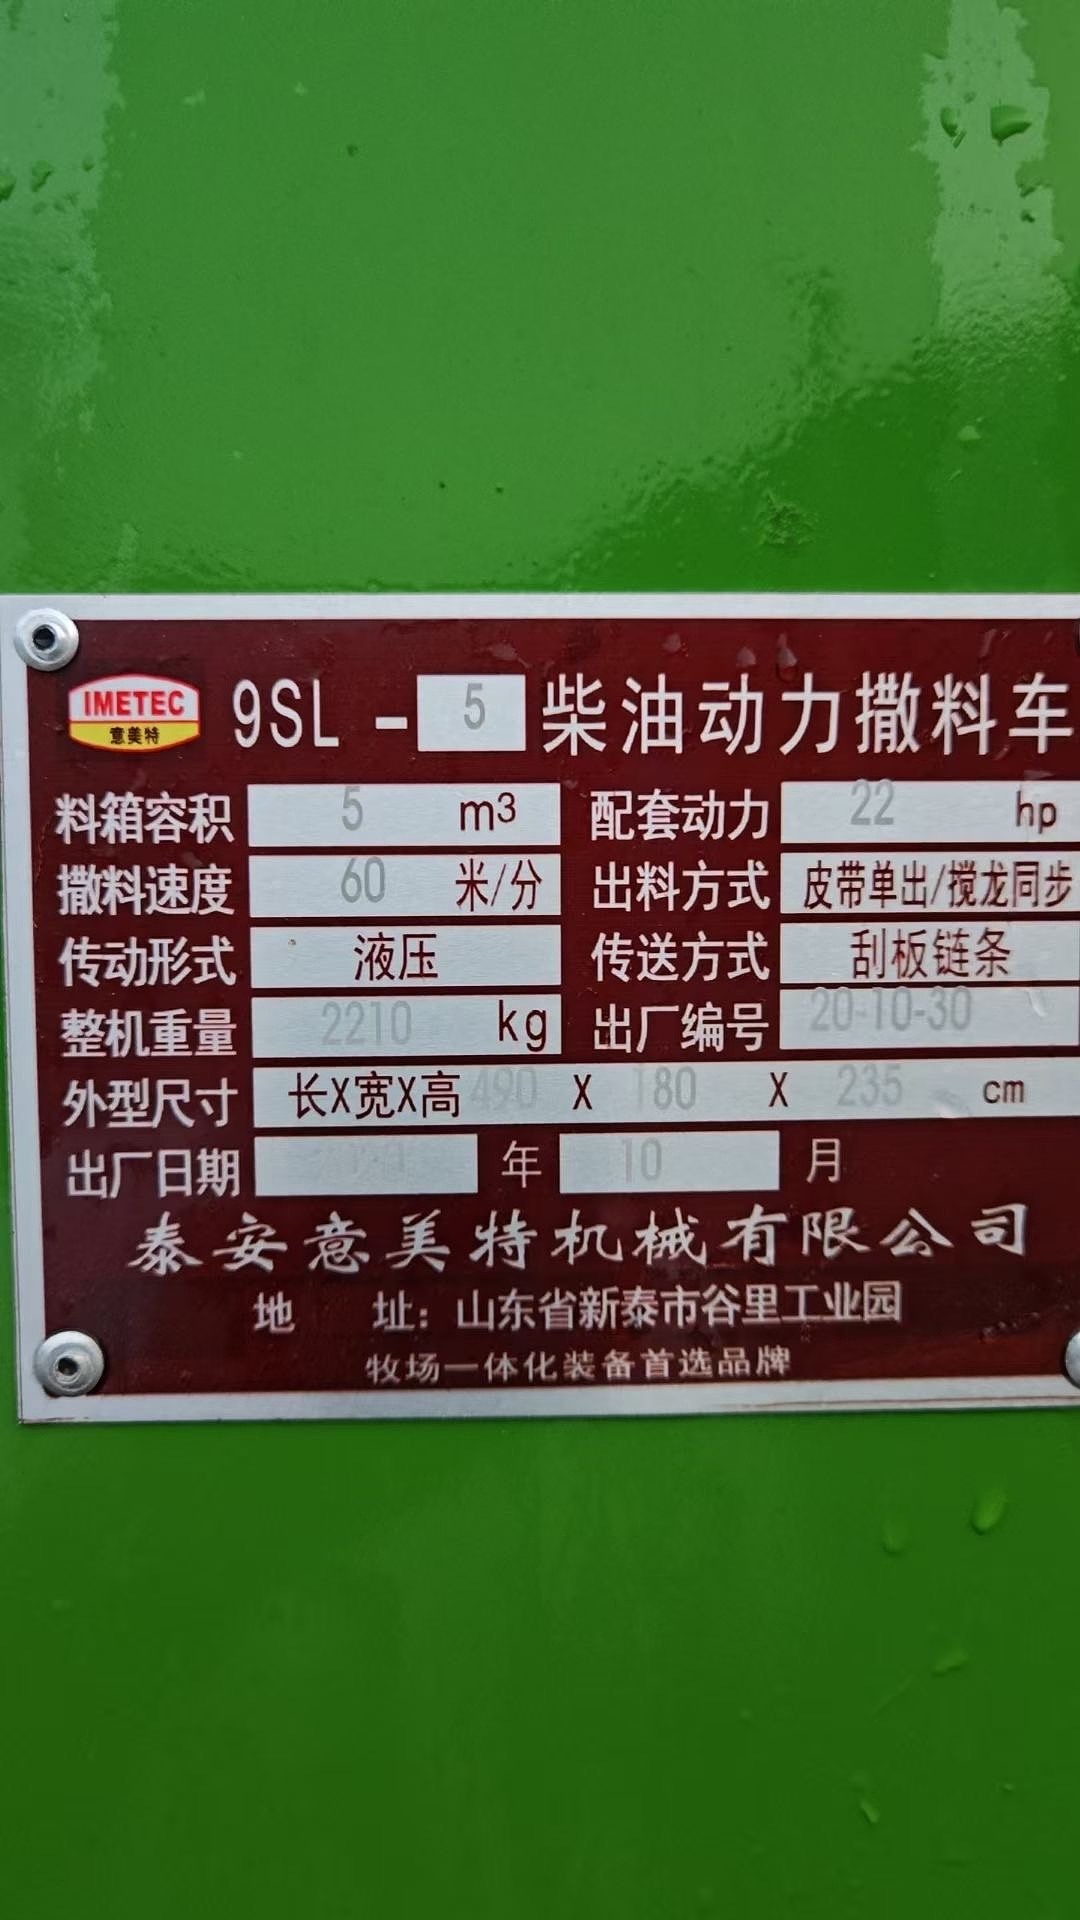 IMETEC
意美特
9SL - 5 柴油动力撒料车
料箱容积 5 m3 配套动力 22 hp
撒料速度 60 米/分 出料方式 皮带单出/搅龙同步
传动形式 液压 传送方式 刮板链条
整机重量 2210 kg 出厂编号 20-10-30
外型尺寸 长X宽X高 490 X 180 X 235 cm
出厂日期 年 10 月
泰安意美特机械有限公司
地 址：山东省新泰市谷里工业园
牧场一体化装备首选品牌